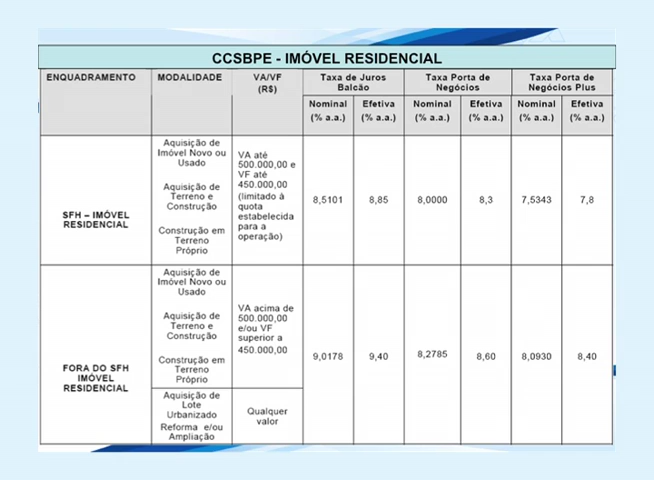 CCSBPE - IMÓVEL RESIDENCIAL
ENQUADRAMENTO
MODALIDADE
VA/VF
(R$)
Taxa de Juros
Balcão
Taxa Porta de
Negócios
Taxa Porta de
Negócios Plus
Nominal
(% a.a.)
Efetiva
(% a.a.)
Nominal
(% a.a.)
Efetiva
(% a.a.)
Nominal
(% a.a.)
Efetiva
(% a.a.)
SFH – IMÓVEL
RESIDENCIAL
Aquisição de
Imóvel Novo ou
Usado
Aquisição de
Terreno e
Construção
Construção em
Terreno
Próprio
VA até
500.000,00 e
VF até
450.000,00
(limitado à
quota
estabelecida
para a
operação)
8,5101
8,85
8,0000
8,3
7,5343
7,8
FORA DO SFH
IMÓVEL
RESIDENCIAL
Aquisição de
Imóvel Novo ou
Usado
Aquisição de
Terreno e
Construção
Construção em
Terreno
Próprio
VA acima de
500.000,00
e/ou VF
superior a
450.000,00
9,0178
9,40
8,2785
8,60
8,0930
8,40
Aquisição de
Lote
Urbanizado
Reforma e/ou
Ampliação
Qualquer
valor